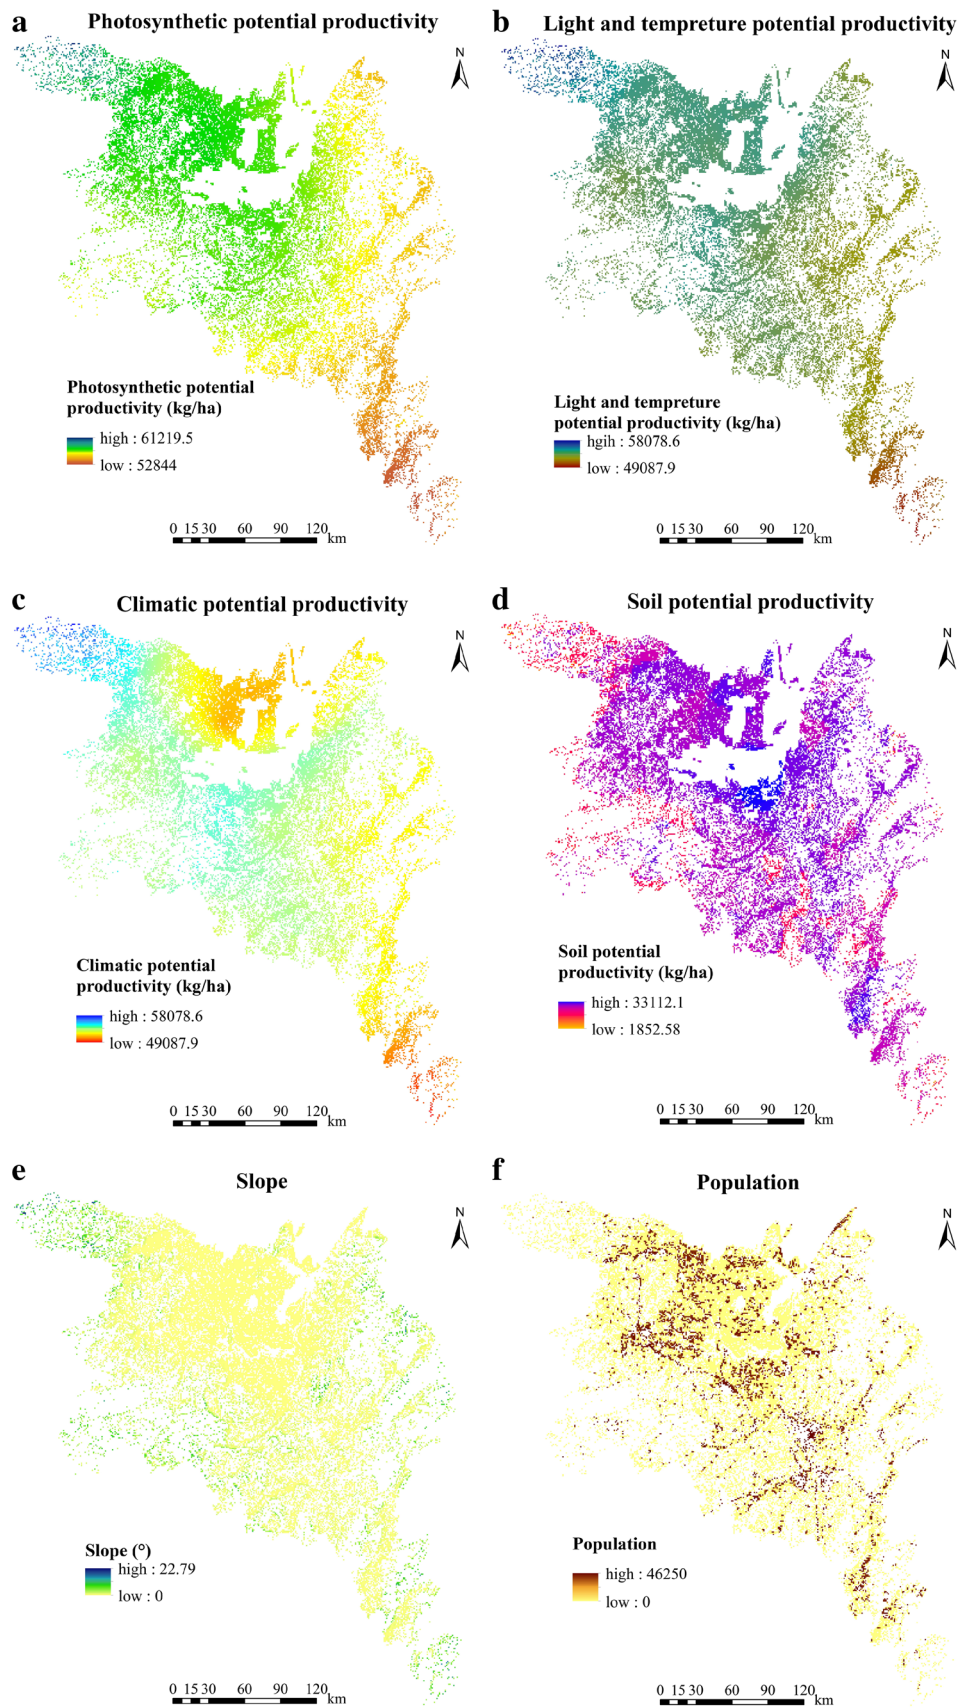 a Photosynthetic potential productivity
N
Photosynthetic potential
productivity (kg/ha)
high : 61219.5
low : 52844
0 15 30 60 90 120
km
b Light and tempreture potential productivity
N
Light and tempreture
potential productivity (kg/ha)
hgih : 58078.6
low : 49087.9
0 15 30 60 90 120
km
c Climatic potential productivity
N
Climatic potential
productivity (kg/ha)
high : 58078.6
low : 49087.9
0 15 30 60 90 120
km
d Soil potential productivity
N
Soil potential
productivity (kg/ha)
high : 33112.1
low : 1852.58
0 15 30 60 90 120
km
e Slope
N
Slope (°)
high : 22.79
low : 0
0 15 30 60 90 120
km
f Population
N
Population
high : 46250
low : 0
0 15 30 60 90 120
km